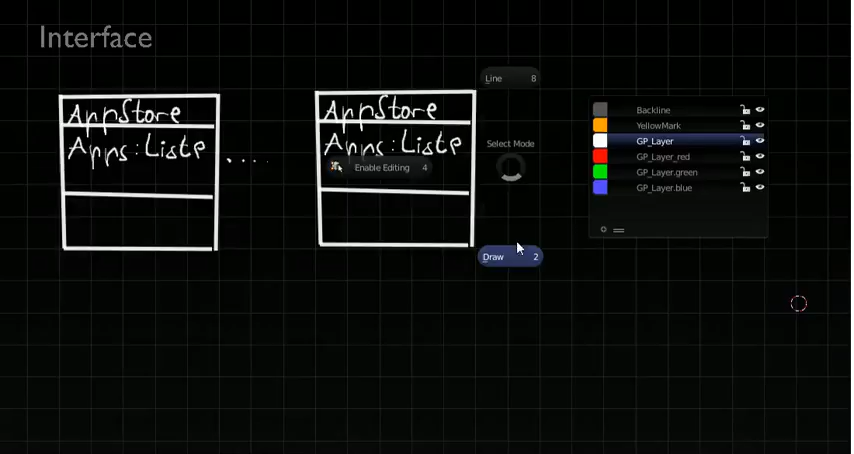 Interface
AppStore
Apps:Liste
....
AppStore
Apps:Liste
Enable Editing 4
Line 8
Select Mode
Draw 2
Backline
YellowMark
GP_Layer
GP_Layer_red
GP_Layer.green
GP_Layer.blue